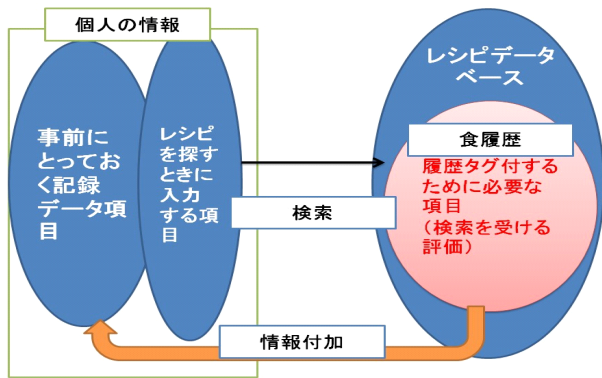 個人の情報
事前に
とってお
く記録
データ項
目
レシピ
を探す
ときに
入力
する項
目
検索
レシピデータ
ベース
食履歴
履歴タグ付する
ために必要な
項目
（検索を受ける
評価）
情報付加